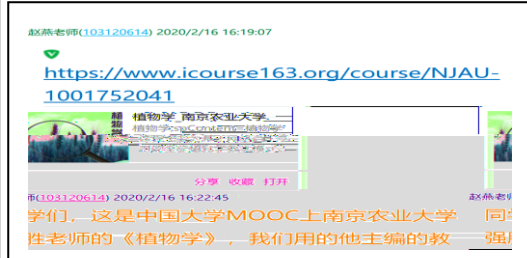 赵燕老师(103120614) 2020/2/16 16:19:07
https://www.icourse163.org/course/NJAU-
1001752041
植物学_南京农业大学_
分享 收藏 打开
(103120614) 2020/2/16 16:22:45
赵燕老师
学们，这是中国大学MOOC上南京农业大学
同学
胜老师的《植物学》，我们用的他主编的教
强胜